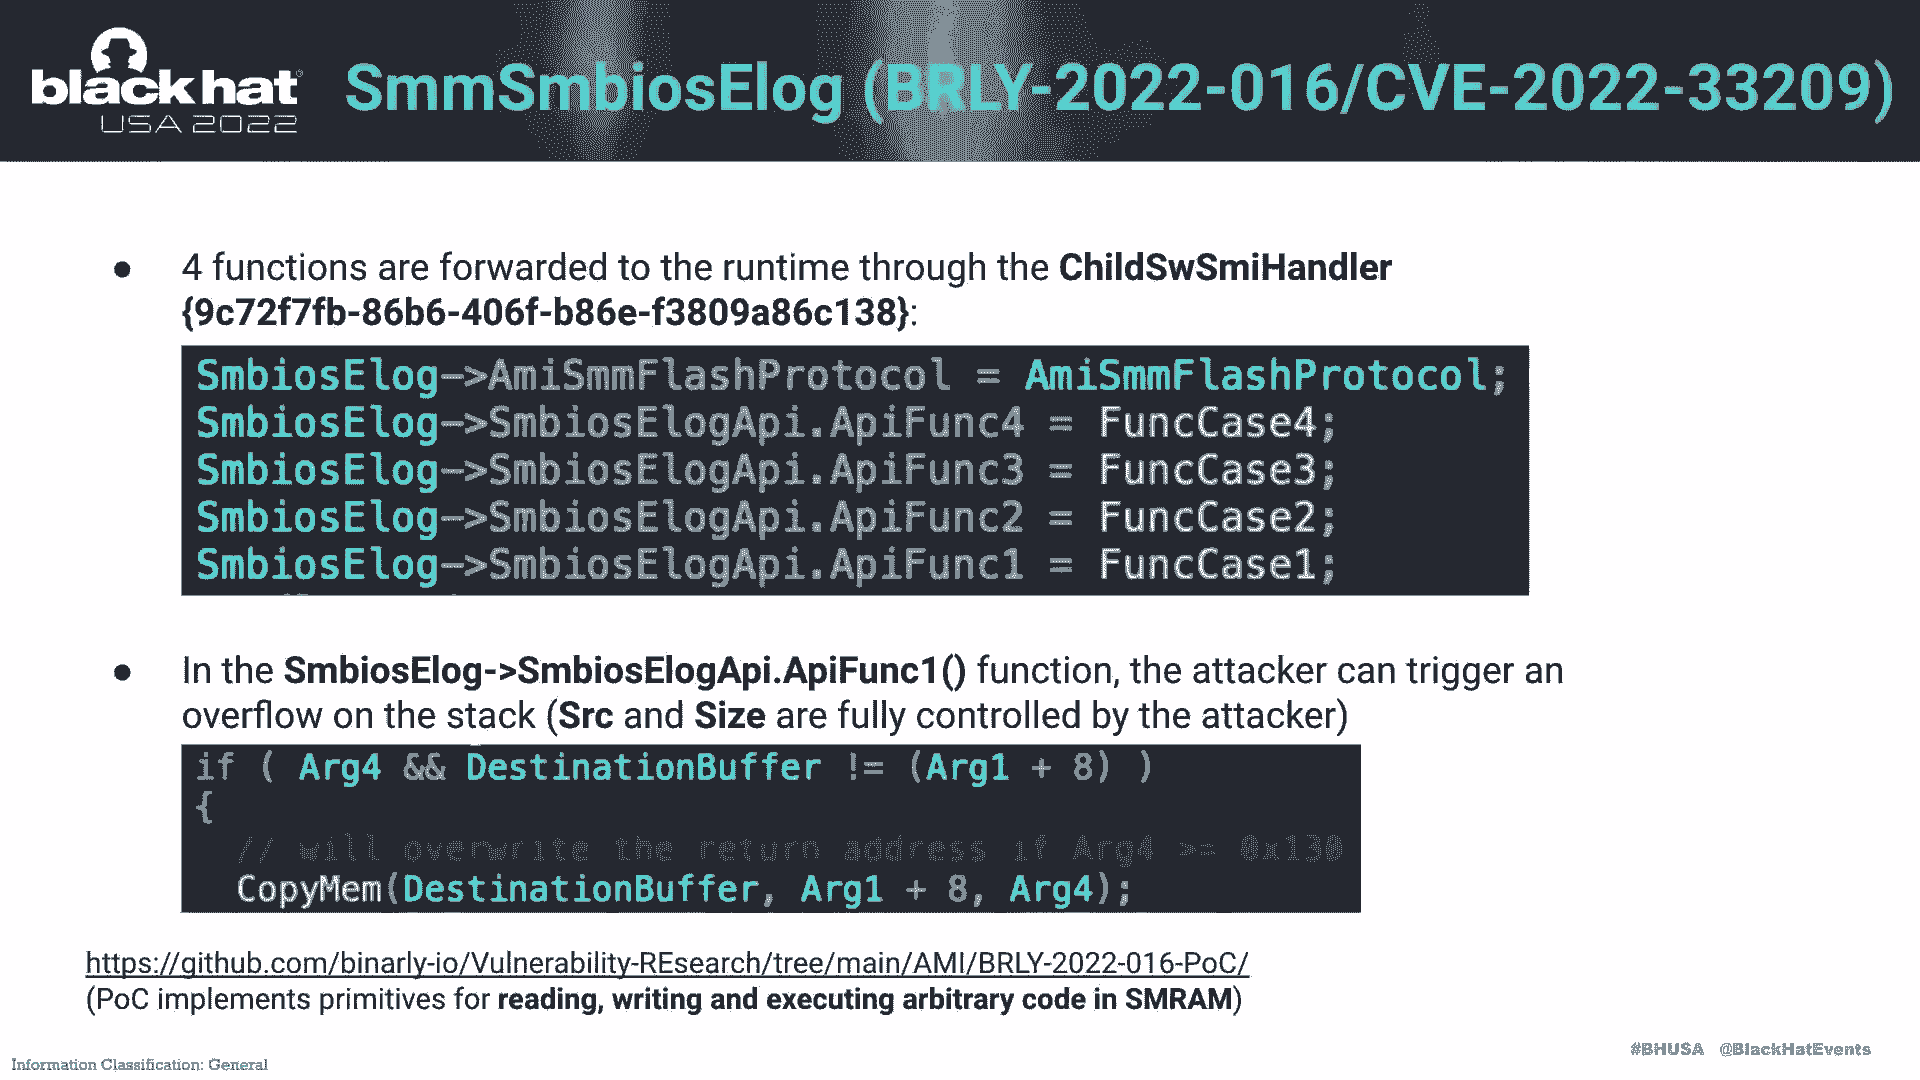 black hat
USA 2022
SmmSmbiosElog (BRLY-2022-016/CVE-2022-33209)
● 4 functions are forwarded to the runtime through the ChildSwSmiHandler
{9c72f7fb-86b6-406f-b86e-f3809a86c138}:
SmbiosElog->AmiSmmFlashProtocol = AmiSmmFlashProtocol;
SmbiosElog->SmbiosElogApi.ApiFunc4 = FuncCase4;
SmbiosElog->SmbiosElogApi.ApiFunc3 = FuncCase3;
SmbiosElog->SmbiosElogApi.ApiFunc2 = FuncCase2;
SmbiosElog->SmbiosElogApi.ApiFunc1 = FuncCase1;
● In the SmbiosElog->SmbiosElogApi.ApiFunc1() function, the attacker can trigger an
overflow on the stack (Src and Size are fully controlled by the attacker)
if ( Arg4 && DestinationBuffer != (Arg1 + 8) )
{
// will overwrite the return address if Arg4 >= 0x130
CopyMem(DestinationBuffer, Arg1 + 8, Arg4);
https://github.com/binarly-io/Vulnerability-REsearch/tree/main/AMI/BRLY-2022-016-PoC/
(PoC implements primitives for reading, writing and executing arbitrary code in SMRAM)
#BHUSA @BlackHatEvents
Information Classification: General